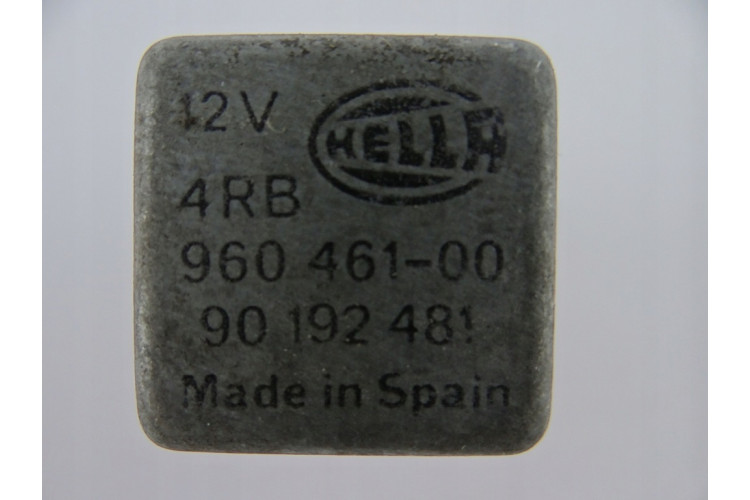 12V
HELLA
4RB
960 461-00
90 192 481
Made in Spain